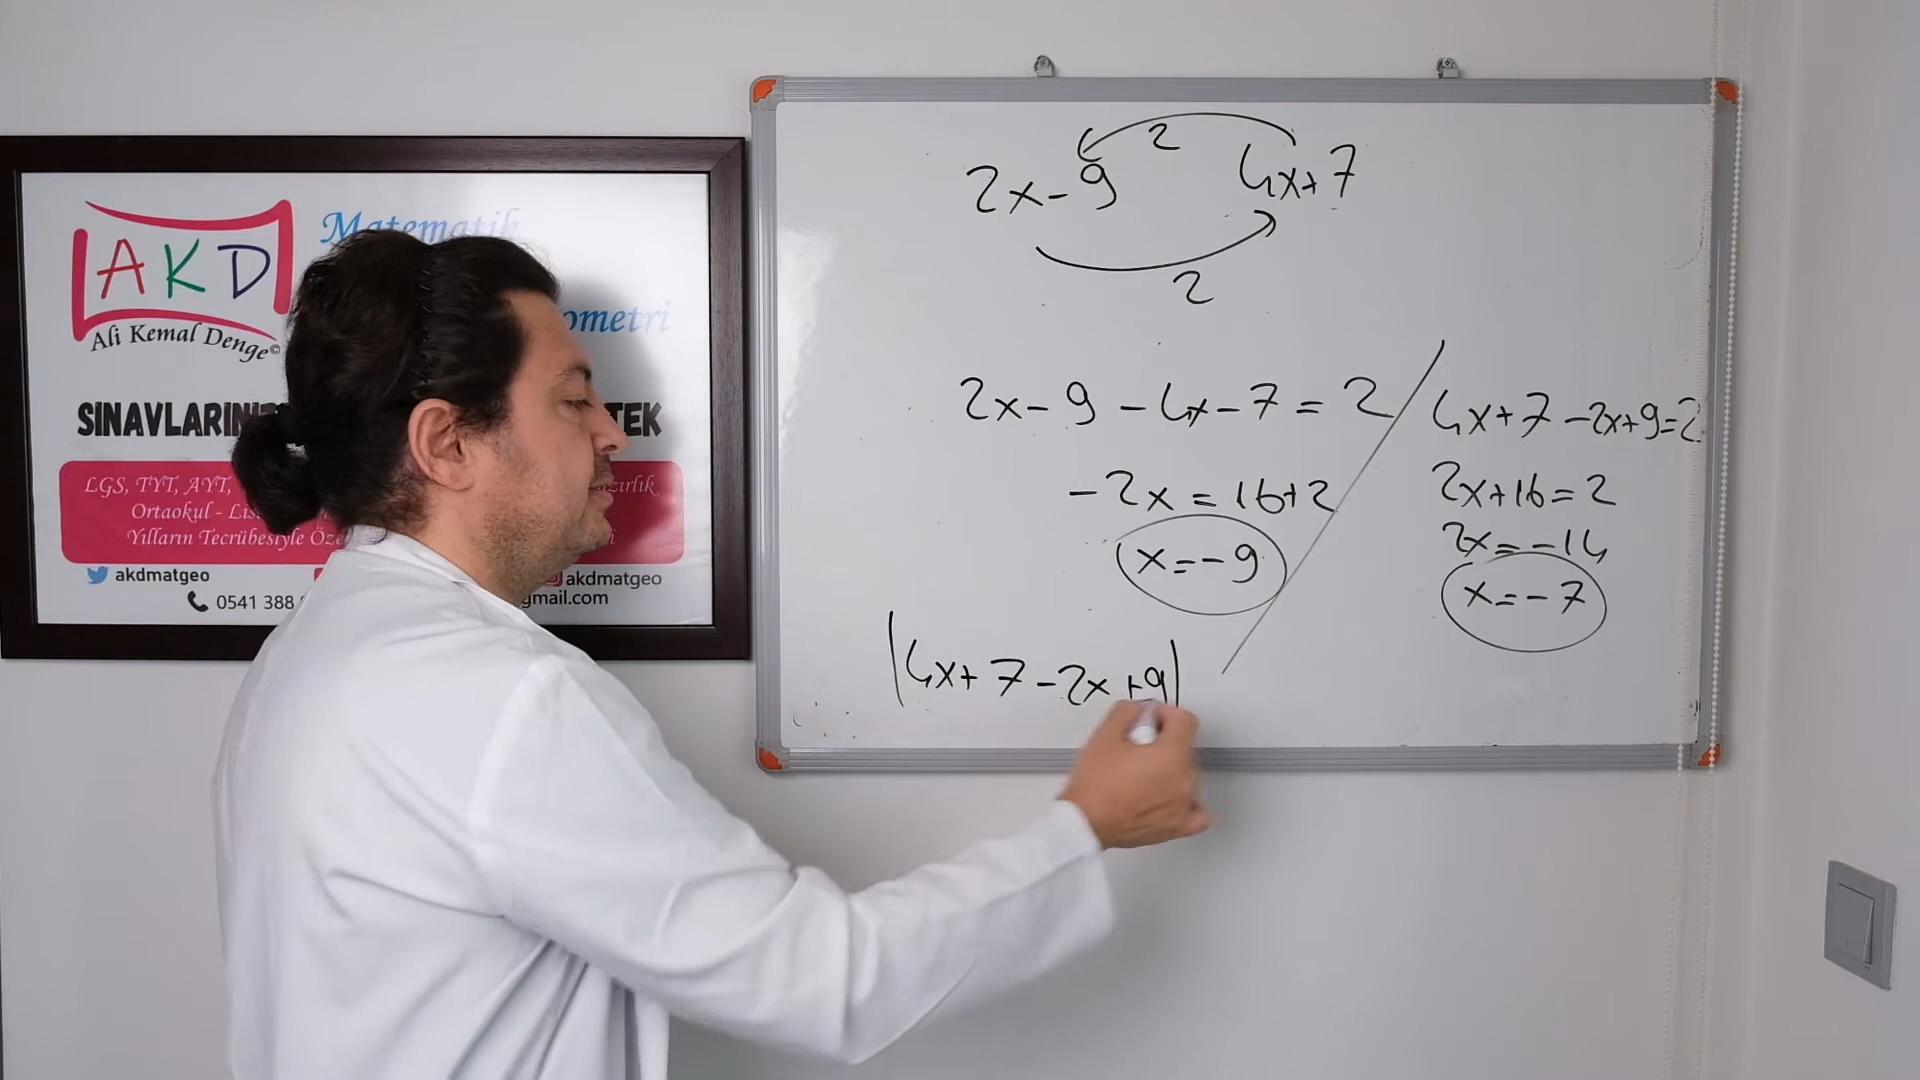 AKD
Ali Kemal Denge©
Matematik
ometri
SINAVLARIN
TEK
LGS, TYT, AYT,
zırlık
Ortaokul - Lis
Yılların Tecrübesiyle Öze
akdmatgeo
akdmatgeo
0541 388
gmail.com
2
2x-9 4x+7
2
2x-9-4x-7=2
-2x=16+2
x=-9
4x+7-2x+9=2
2x+16=2
2x=-14
x=-7
|4x+7-2x+9|